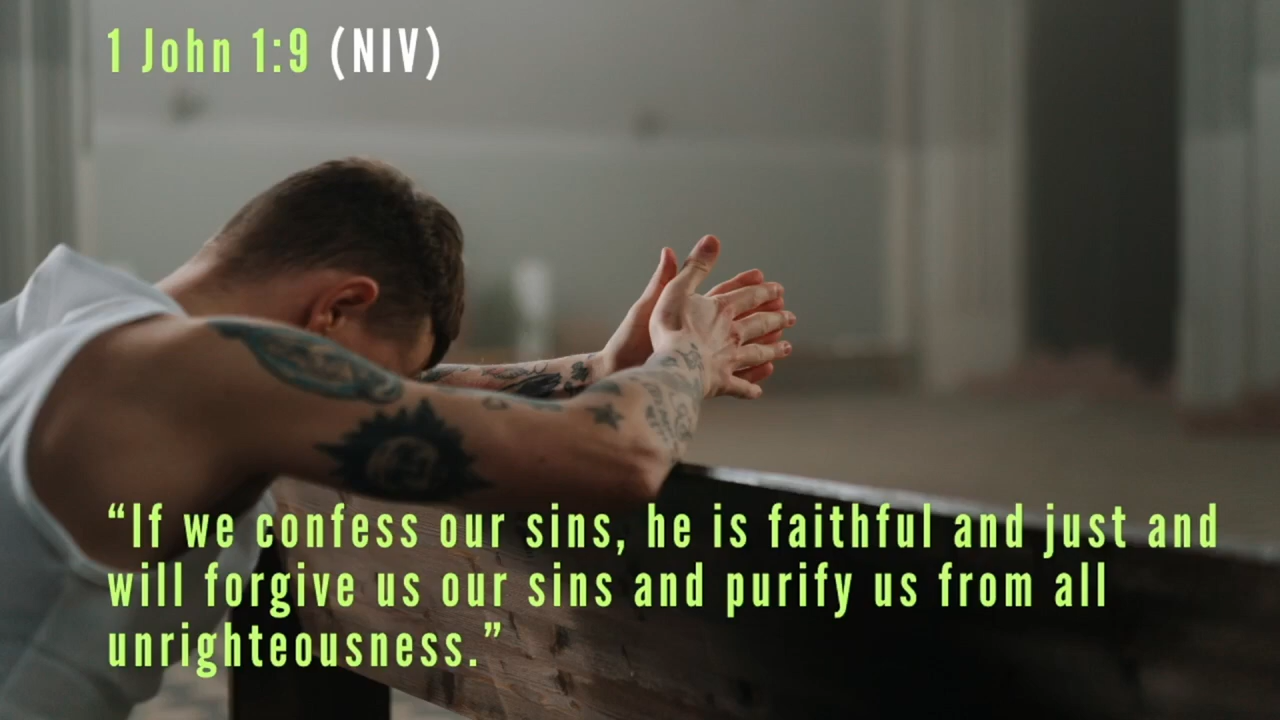 1 John 1:9 (NIV)
“If we confess our sins, he is faithful and just and
will forgive us our sins and purify us from all
unrighteousness.”